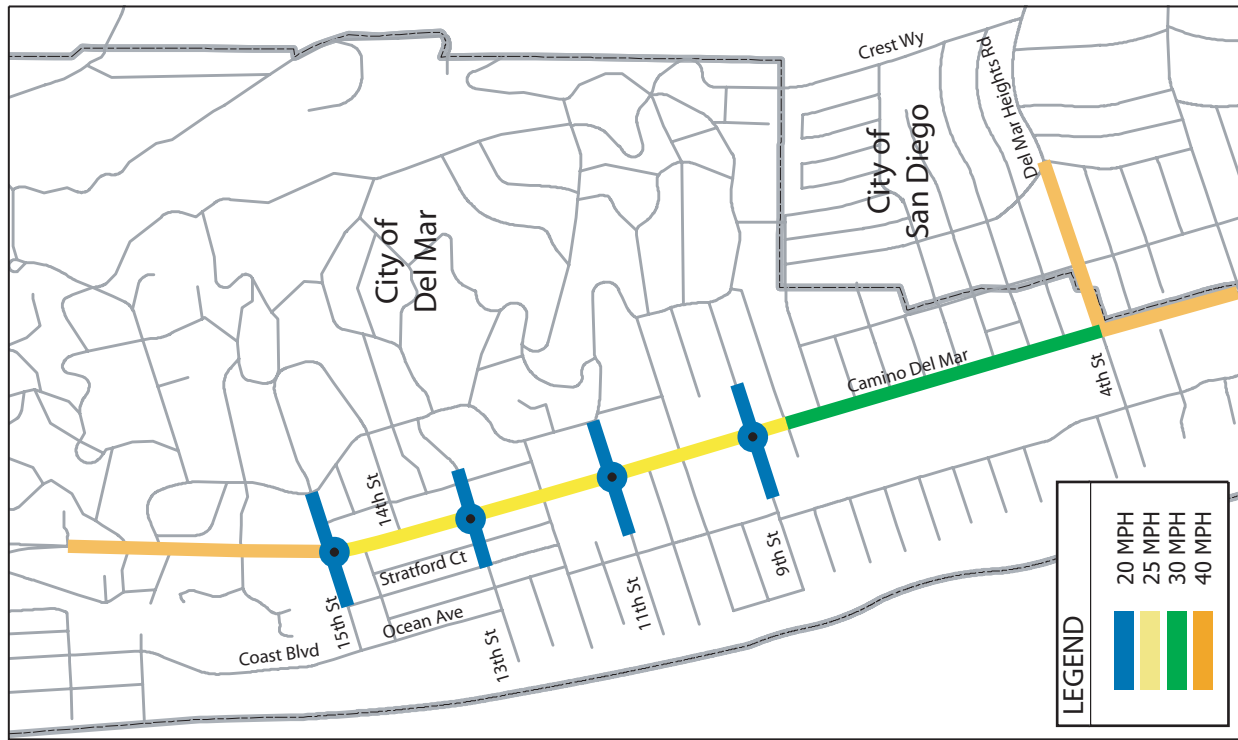 Crest Wy
Del Mar Heights Rd
City of
San Diego
City of
Del Mar
Camino Del Mar
4th St
14th St
Stratford Ct
15th St
Ocean Ave
Coast Blvd
13th St
11th St
9th St
LEGEND
20 MPH
25 MPH
30 MPH
40 MPH